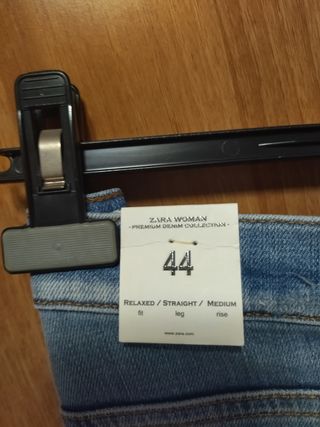 ZARA WOMAN
- PREMIUM DENIM COLLECTION -
44
RELAXED / STRAIGHT / MEDIUM
fit leg rise
www.zara.com